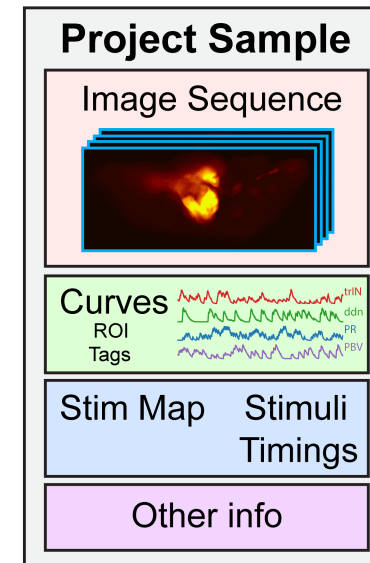 Project Sample
Image Sequence
Curves
ROI
Tags
trIN
ddn
PR
PBV
Stim Map
Stimuli
Timings
Other info